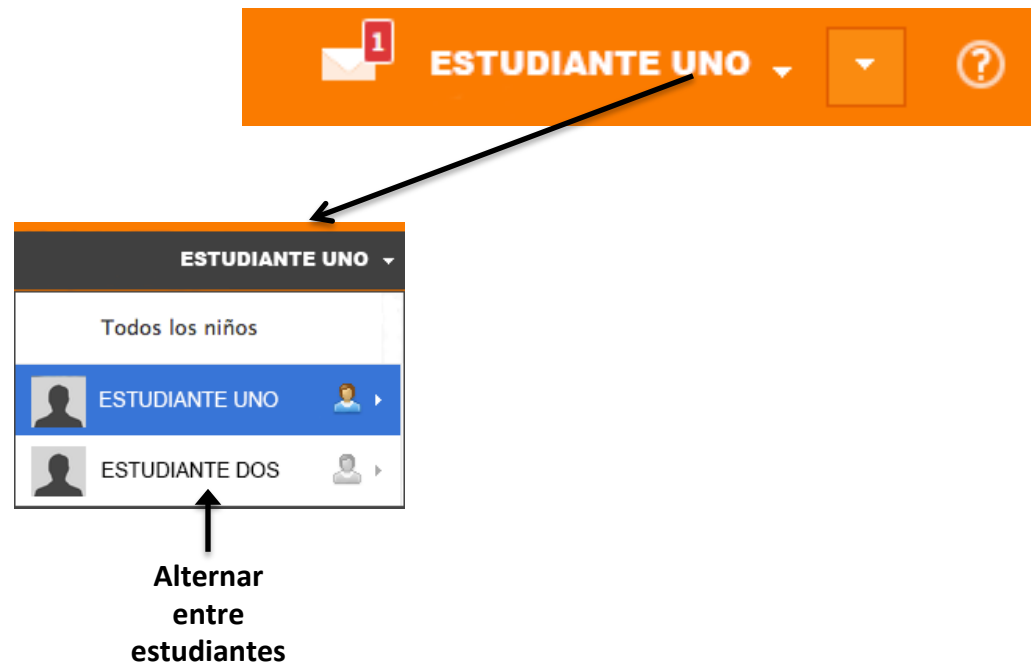 1
ESTUDIANTE UNO
?
ESTUDIANTE UNO
Todos los niños
ESTUDIANTE UNO
ESTUDIANTE DOS
Alternar
entre
estudiantes